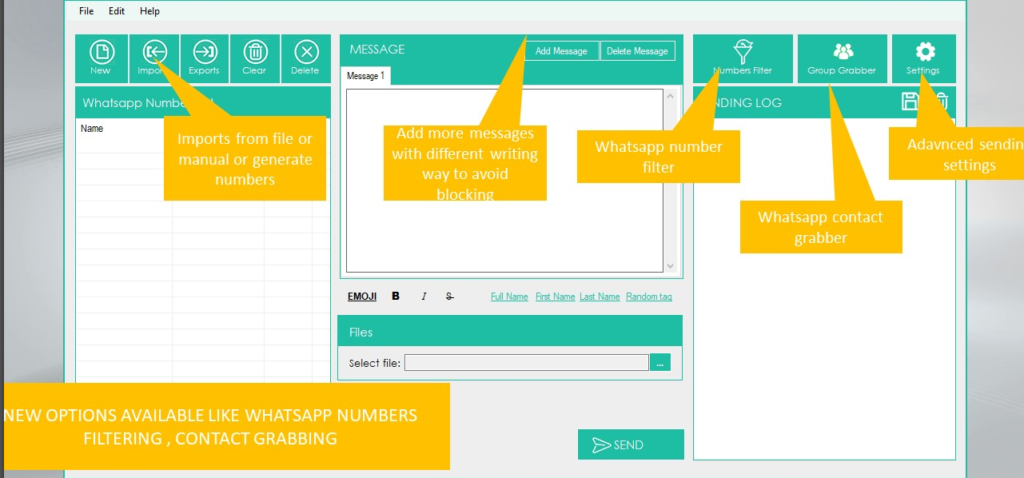 File Edit Help
New
Import
Exports
Clear
Delete
MESSAGE
Add Message
Delete Message
Numbers Filter
Group Grabber
Settings
Message 1
Whatsapp
Name
LOG
Imports from file or
manual or generate
numbers
Add more messages
with different writing
way to avoid
blocking
Whatsapp number
filter
Whatsapp contact
grabber
Adavnced sendin
settings
EMOJI B I S
Full Name First Name Last Name Random tag
Files
Select file: ...
NEW OPTIONS AVAILABLE LIKE WHATSAPP NUMBERS
FILTERING , CONTACT GRABBING
SEND